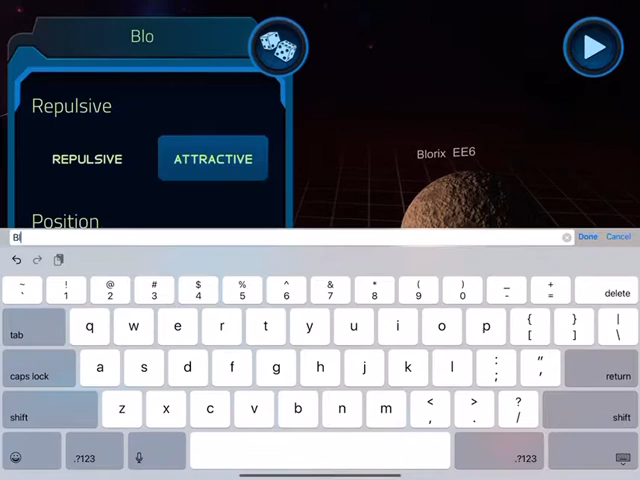 Blo
Repulsive
REPULSIVE ATTRACTIVE
Blorix EE6
Position
Bl
Done Cancel
~ ! @ # $ % ^ & * ( ) _ +
` 1 2 3 4 5 6 7 8 9 0 - = delete
tab q w e r t y u i o p { [ } ] | \
caps lock a s d f g h j k l : ; " ' return
shift z x c v b n m < , > . ? / shift
.?123 .?123